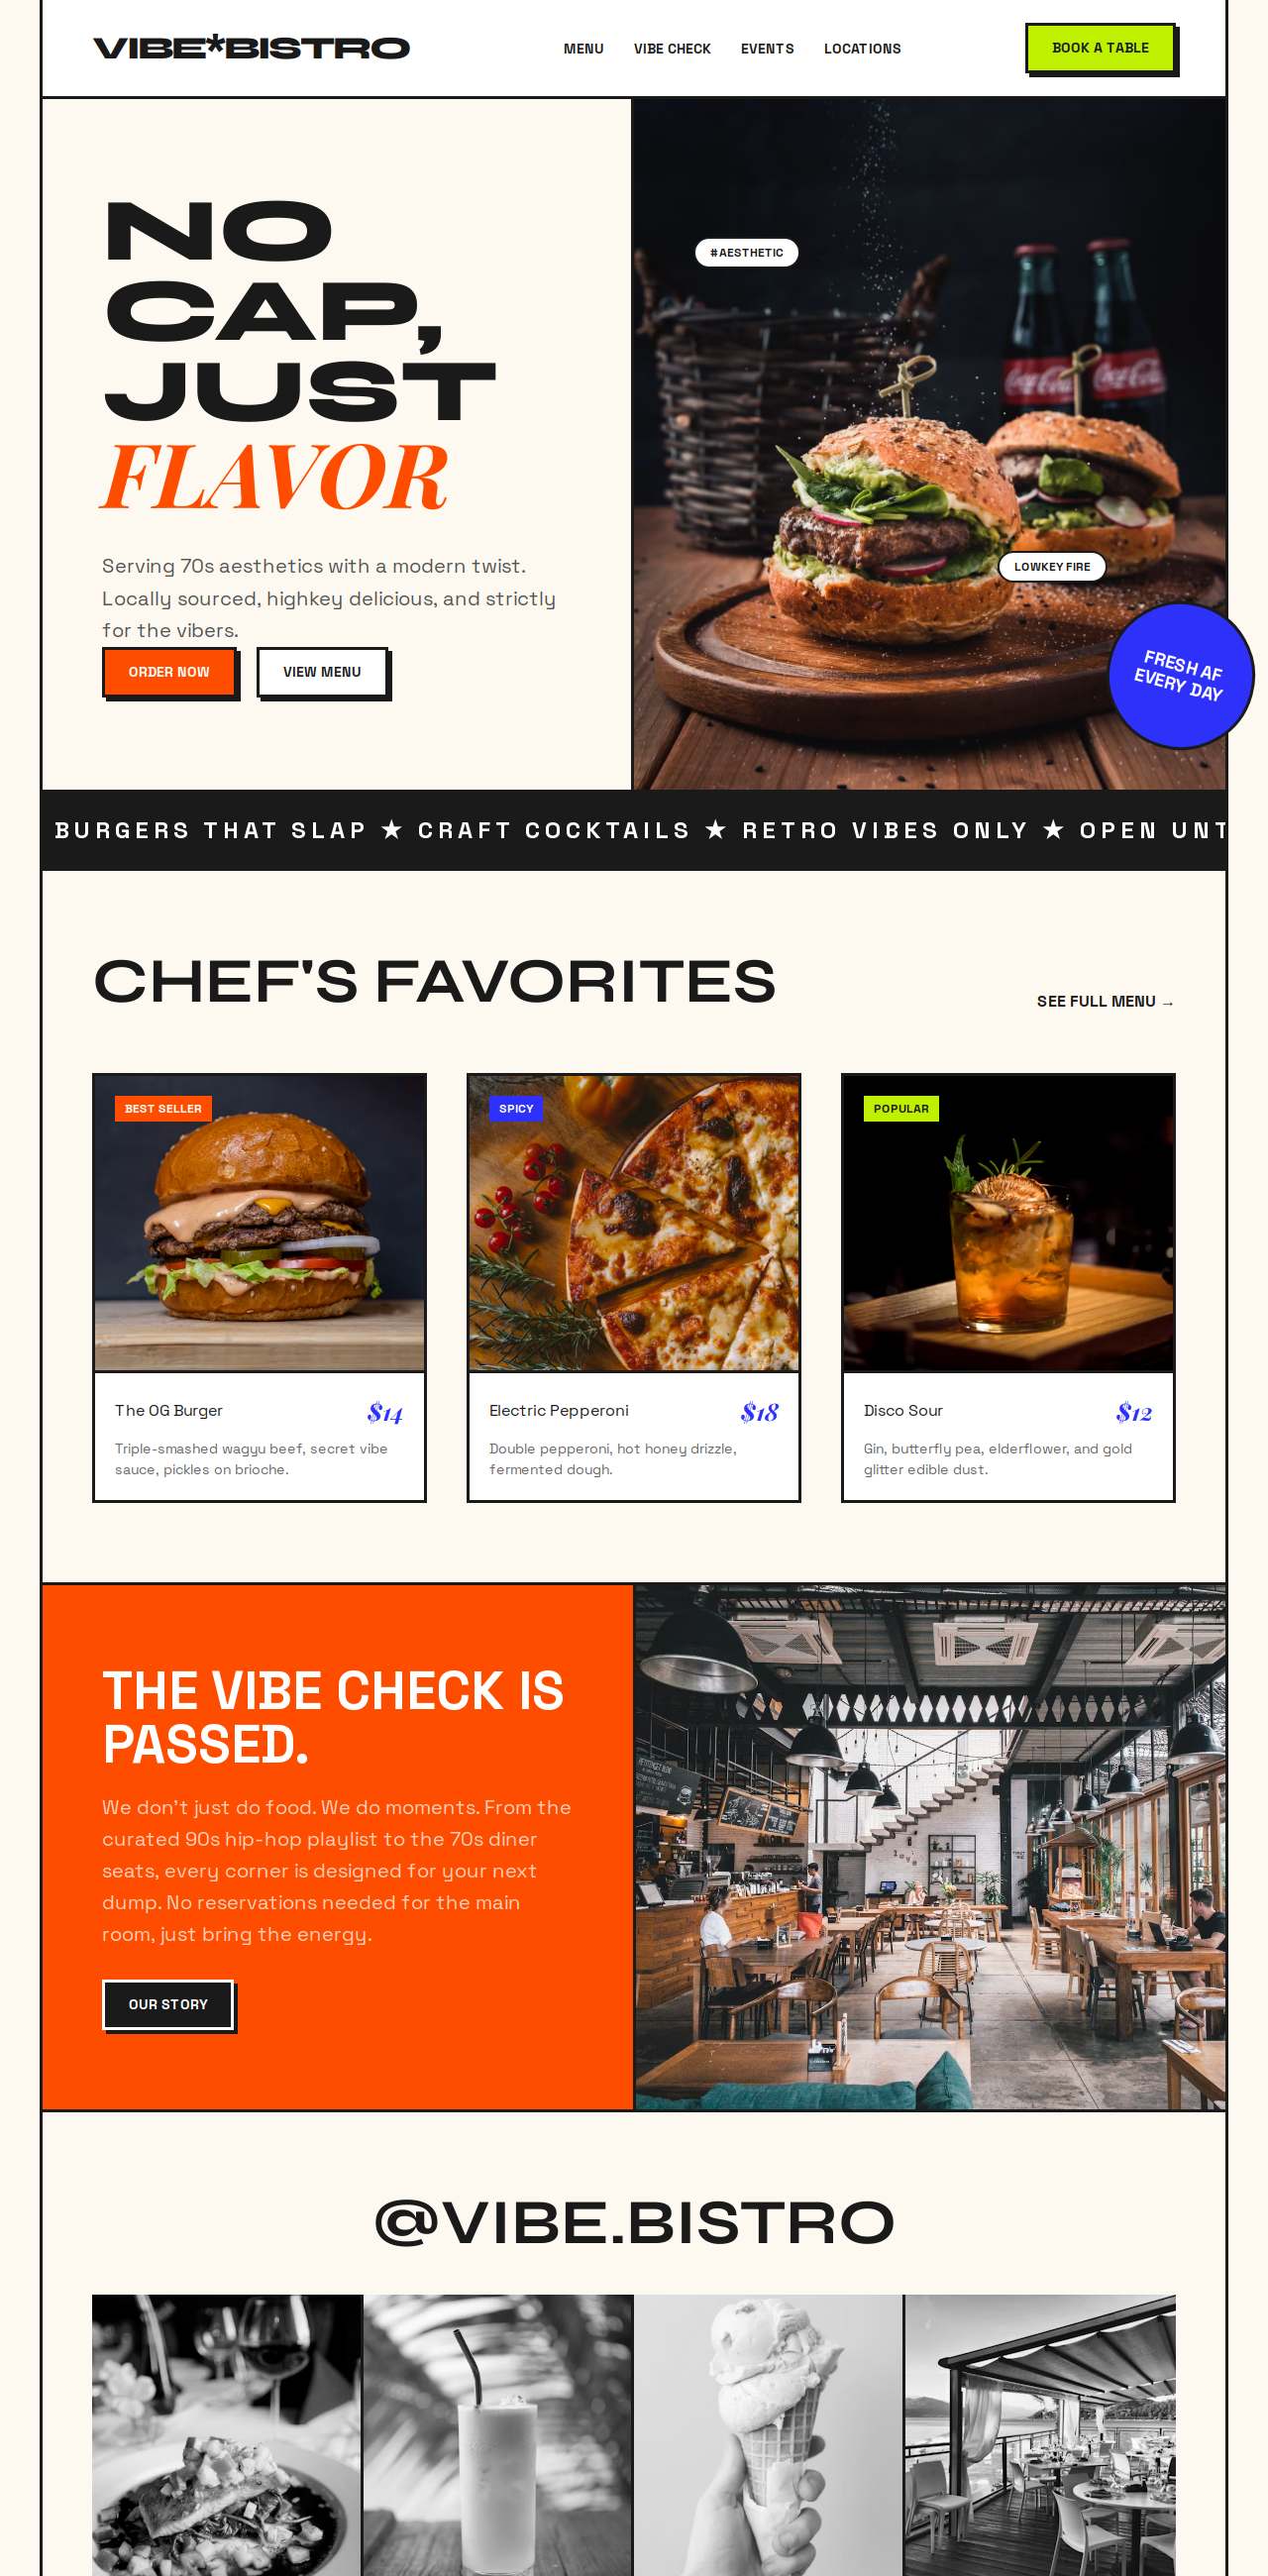 VIBE*BISTRO
MENU
VIBE CHECK
EVENTS
LOCATIONS
BOOK A TABLE
NO
CAP,
JUST
FLAVOR
Serving 70s aesthetics with a modern twist.
Locally sourced, highkey delicious, and strictly
for the vibers.
ORDER NOW
VIEW MENU
#AESTHETIC
Coca-Cola
Coca-Cola
LOWKEY FIRE
FRESH AF
EVERY DAY
BURGERS THAT SLAP ★ CRAFT COCKTAILS ★ RETRO VIBES ONLY ★ OPEN UNT
CHEF'S FAVORITES
SEE FULL MENU →
BEST SELLER
The OG Burger
$14
Triple-smashed wagyu beef, secret vibe
sauce, pickles on brioche.
SPICY
Electric Pepperoni
$18
Double pepperoni, hot honey drizzle,
fermented dough.
POPULAR
Disco Sour
$12
Gin, butterfly pea, elderflower, and gold
glitter edible dust.
THE VIBE CHECK IS
PASSED.
We don't just do food. We do moments. From the
curated 90s hip-hop playlist to the 70s diner
seats, every corner is designed for your next
dump. No reservations needed for the main
room, just bring the energy.
OUR STORY
@VIBE.BISTRO